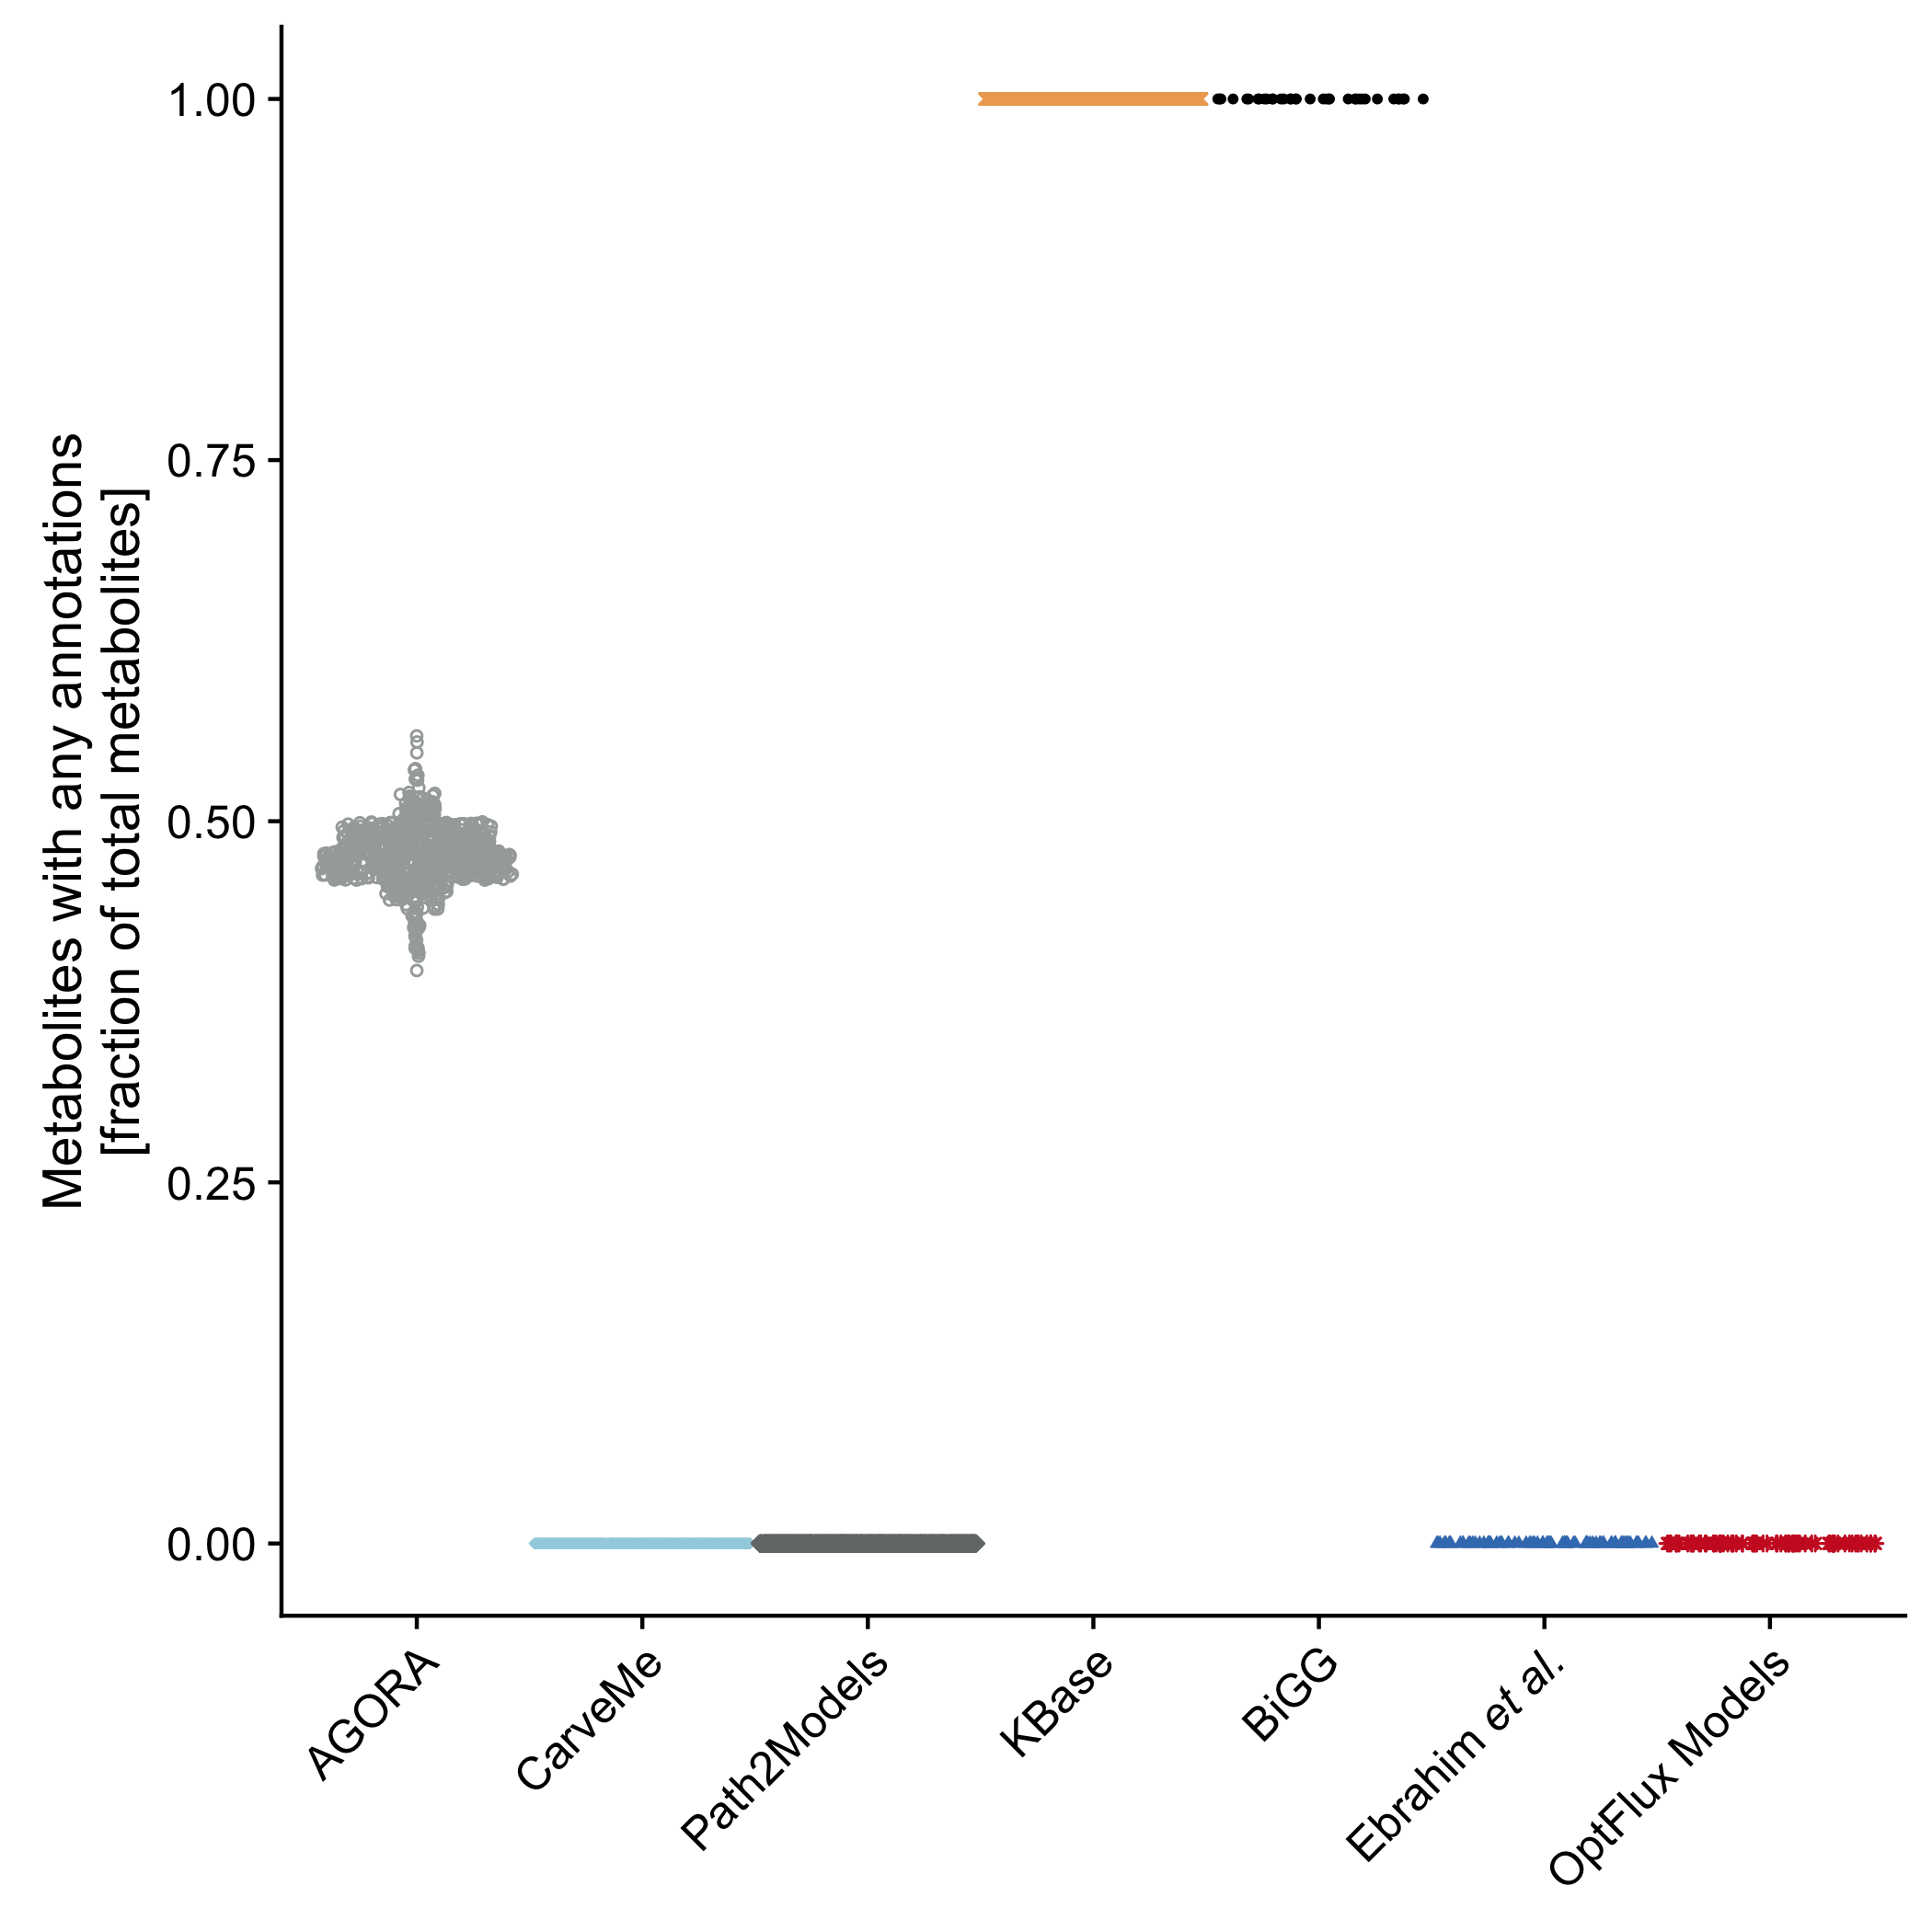 Metabolites with any annotations
[fraction of total metabolites]
1.00
0.75
0.50
0.25
0.00
AGORA
CarveMe
Path2Models
KBase
BiGG
Ebrahim et al.
OptFlux Models